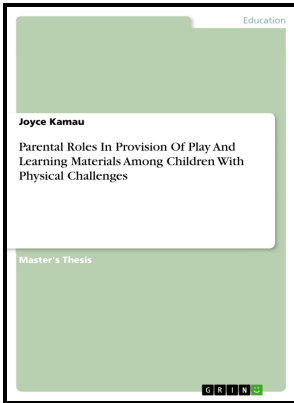 Education
Joyce Kamau
Parental Roles In Provision Of Play And
Learning Materials Among Children With
Physical Challenges
Master's Thesis
GRIN